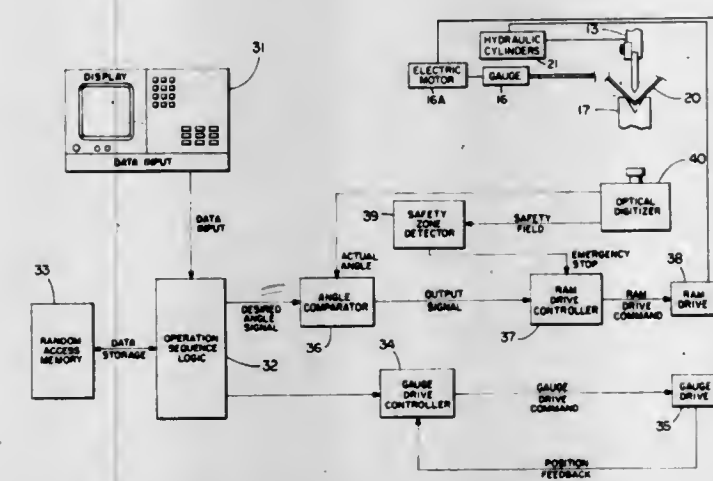 31
DISPLAY
DATA INPUT
HYDRAULIC
CYLINDERS
21
13
ELECTRIC
MOTOR
16A
GAUGE
16
17
20
DATA
INPUT
39
SAFETY
ZONE
DETECTOR
SAFETY
FIELD
40
OPTICAL
DIGITIZER
ACTUAL
ANGLE
EMERGENCY
STOP
33
RANDOM
ACCESS
MEMORY
DATA
STORAGE
OPERATION
SEQUENCE
LOGIC
32
DESIRED
ANGLE
SIGNAL
ANGLE
COMPARATOR
36
OUTPUT
SIGNAL
RAM
DRIVE
CONTROLLER
37
RAM
DRIVE
COMMAND
38
RAM
DRIVE
34
GAUGE
DRIVE
CONTROLLER
GAUGE
DRIVE
COMMAND
GAUGE
DRIVE
35
POSITION
FEEDBACK